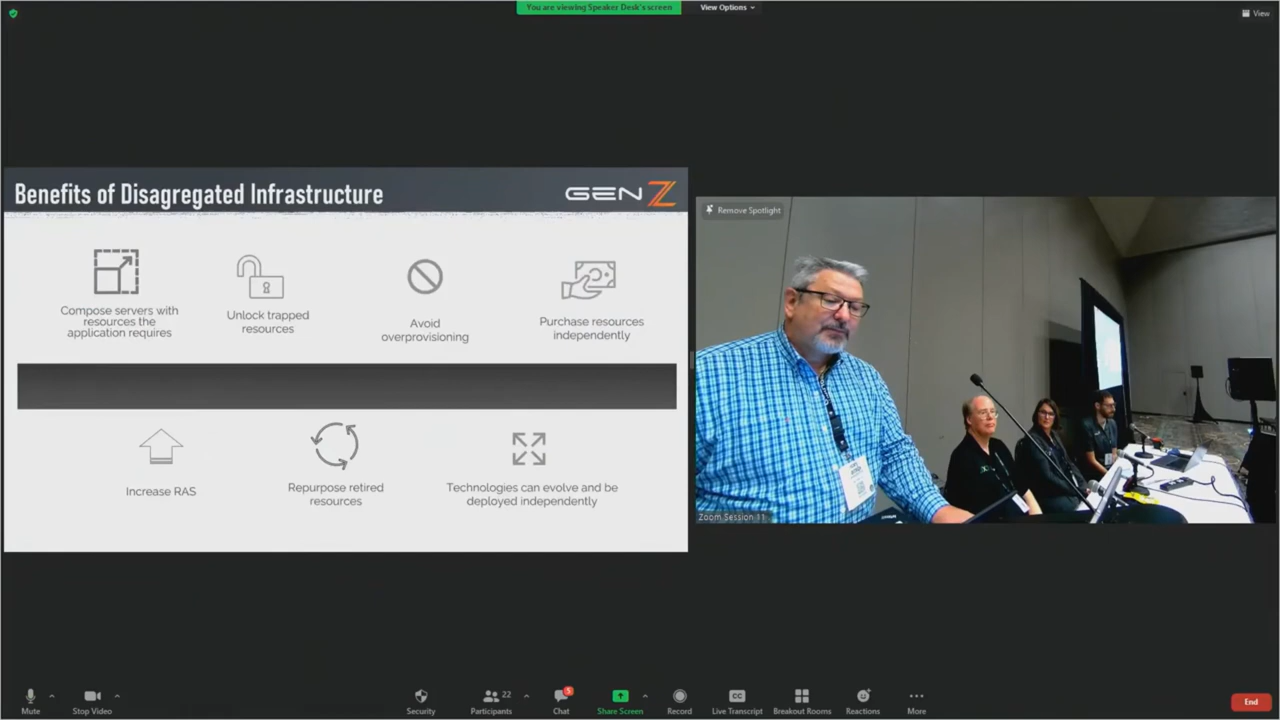 You are viewing Speaker Desk's screen
View Options
View
Benefits of Disagregated Infrastructure
GEN Z
Remove Spotlight
Compose servers with
resources the
application requires
Unlock trapped
resources
Avoid
overprovisioning
Purchase resources
independently
Increase RAS
Repurpose retired
resources
Technologies can evolve and be
deployed independently
Zoom Session 11
Mute
Stop Video
Security
22
Participants
5
Chat
Share Screen
Record
CC
Live Transcript
Breakout Rooms
Reactions
More
End